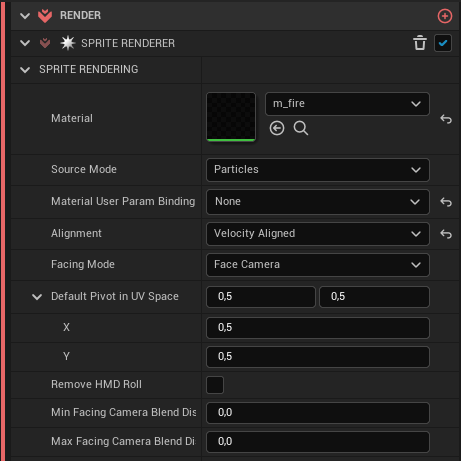 RENDER
SPRITE RENDERER
SPRITE RENDERING
Material m_fire
Source Mode Particles
Material User Param Binding None
Alignment Velocity Aligned
Facing Mode Face Camera
Default Pivot in UV Space 0,5 0,5
X 0,5
Y 0,5
Remove HMD Roll
Min Facing Camera Blend Dis 0,0
Max Facing Camera Blend Di 0,0